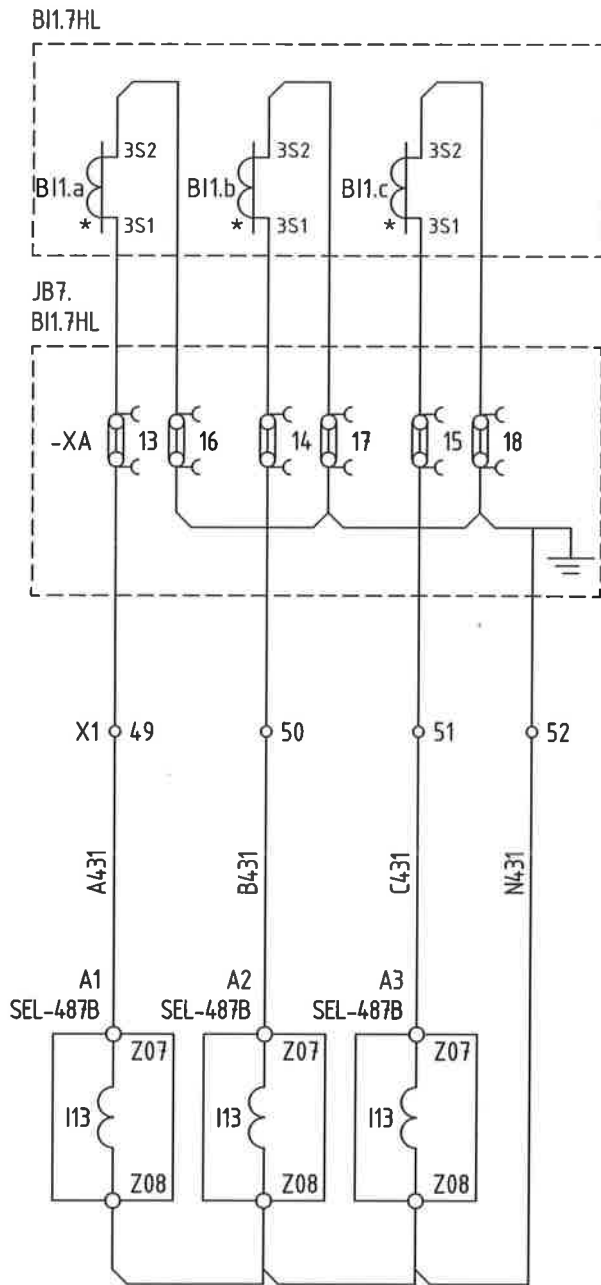 BI1.7HL
3S2 3S2 3S2
BI1.a BI1.b BI1.c
* 3S1 * 3S1 * 3S1
JB7.
BI1.7HL
-XA 13 16 14 17 15 18
X1 49 50 51 52
A431 B431 C431 N431
A1 A2 A3
SEL-487B SEL-487B SEL-487B
Z07 Z07 Z07
I13 I13 I13
Z08 Z08 Z08